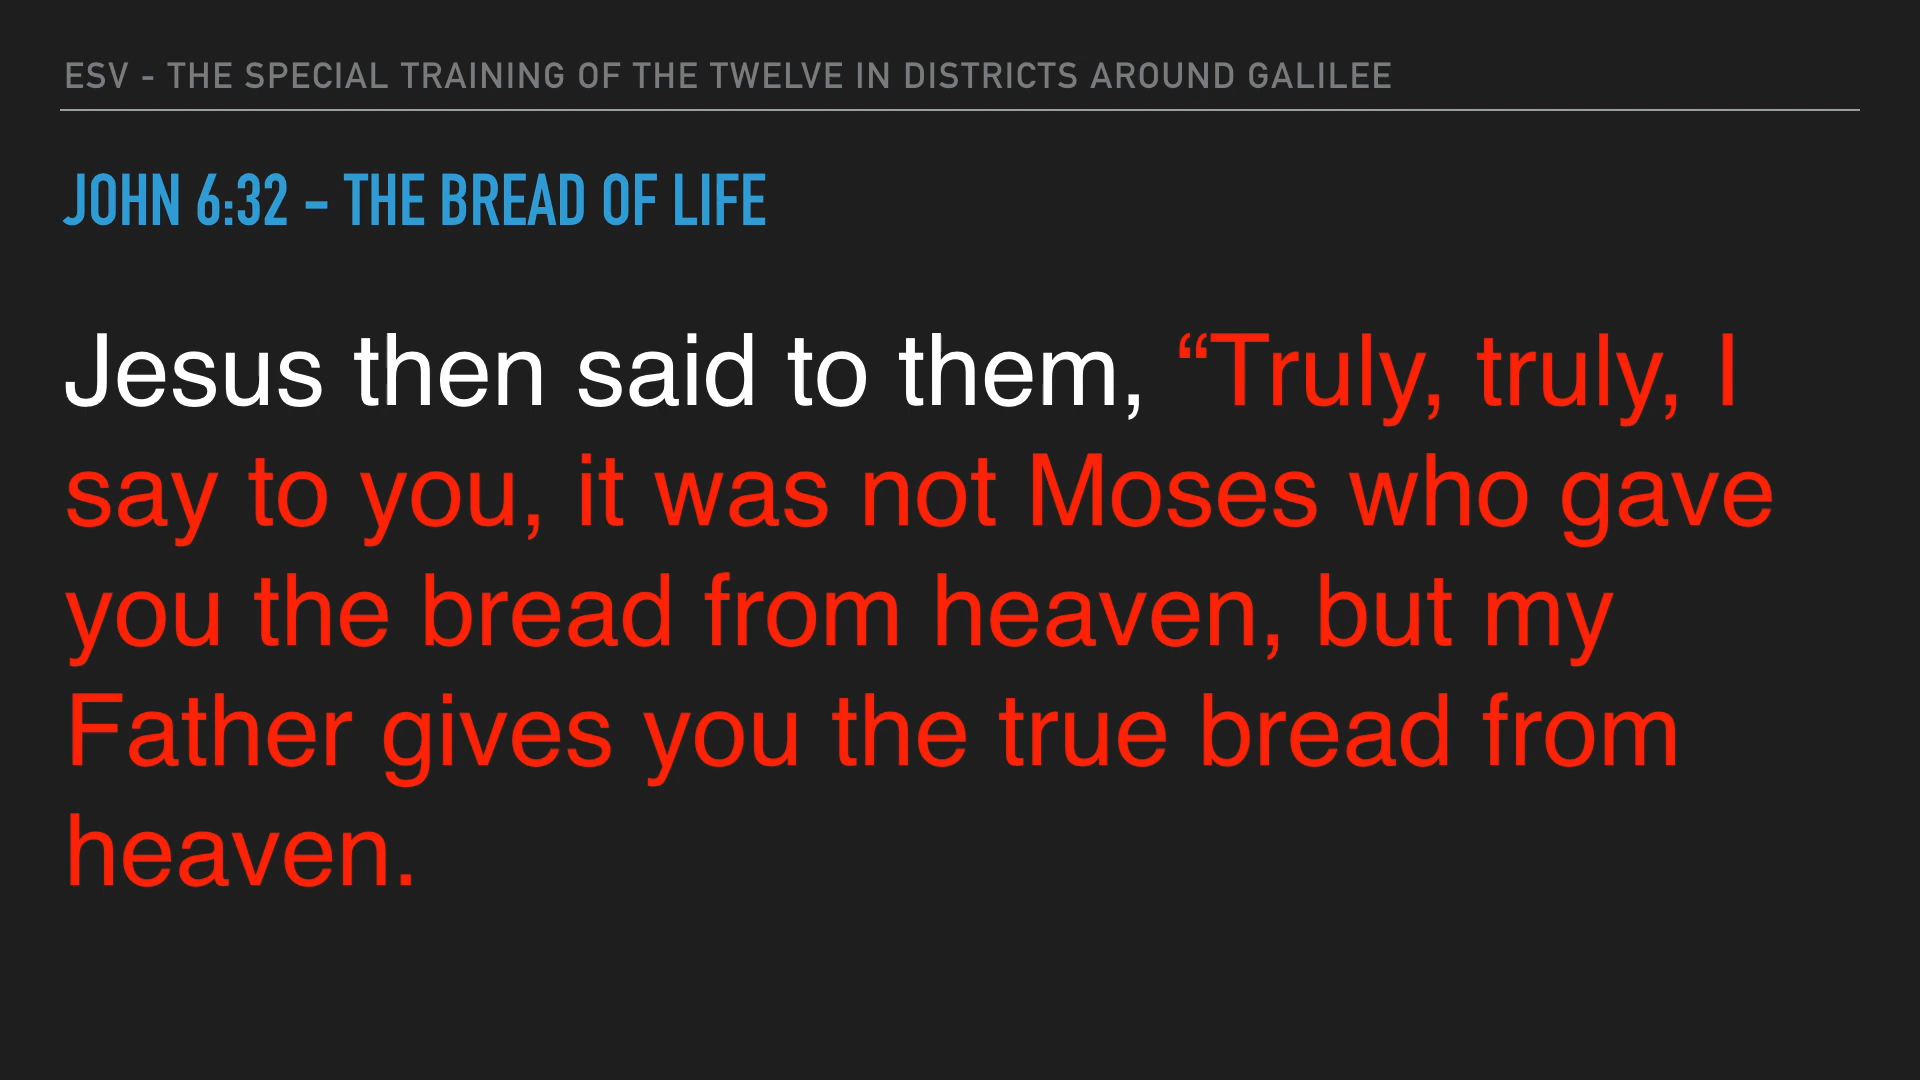 ESV - THE SPECIAL TRAINING OF THE TWELVE IN DISTRICTS AROUND GALILEE
JOHN 6:32 - THE BREAD OF LIFE
Jesus then said to them, “Truly, truly, I
say to you, it was not Moses who gave
you the bread from heaven, but my
Father gives you the true bread from
heaven.